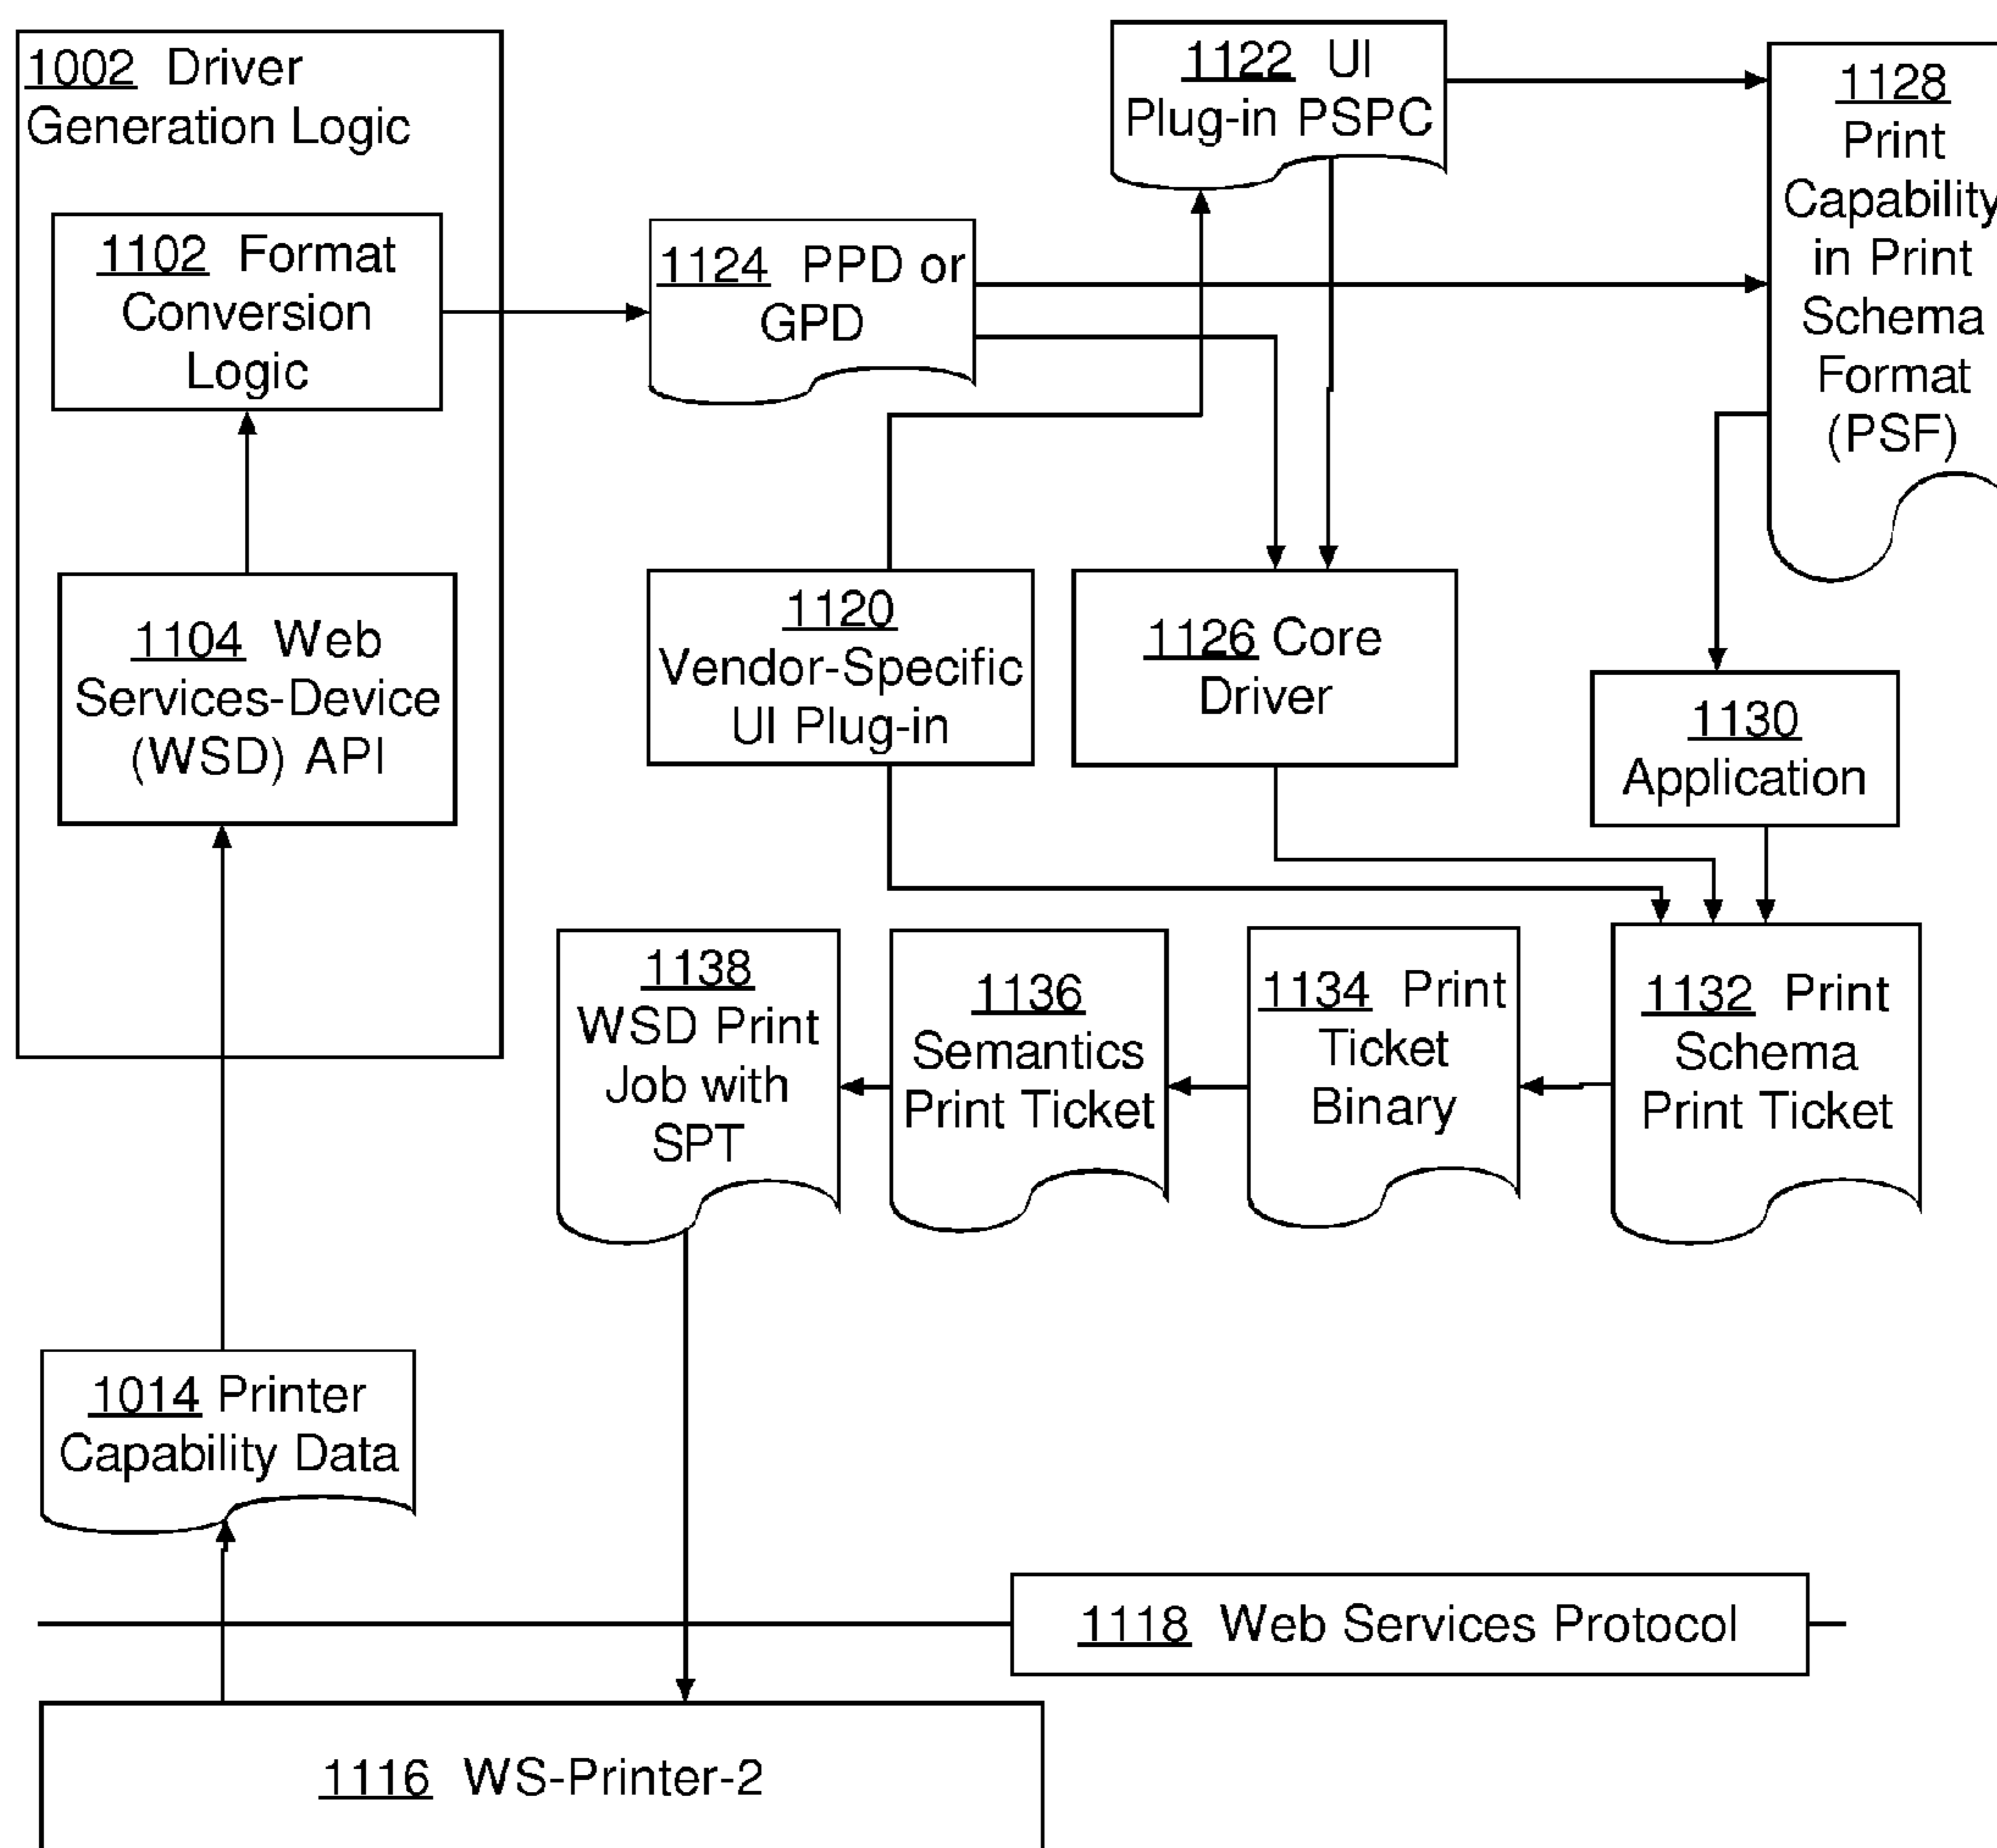 1002 Driver
Generation Logic
1102 Format
Conversion
Logic
1104 Web
Services-Device
(WSD) API
1014 Printer
Capability Data
1116 WS-Printer-2
1124 PPD or
GPD
1122 UI
Plug-in PSPC
1128
Print
Capability
in Print
Schema
Format
(PSF)
1120
Vendor-Specific
UI Plug-in
1126 Core
Driver
1130
Application
1138
WSD Print
Job with
SPT
1136
Semantics
Print Ticket
1134 Print
Ticket
Binary
1132 Print
Schema
Print Ticket
1118 Web Services Protocol